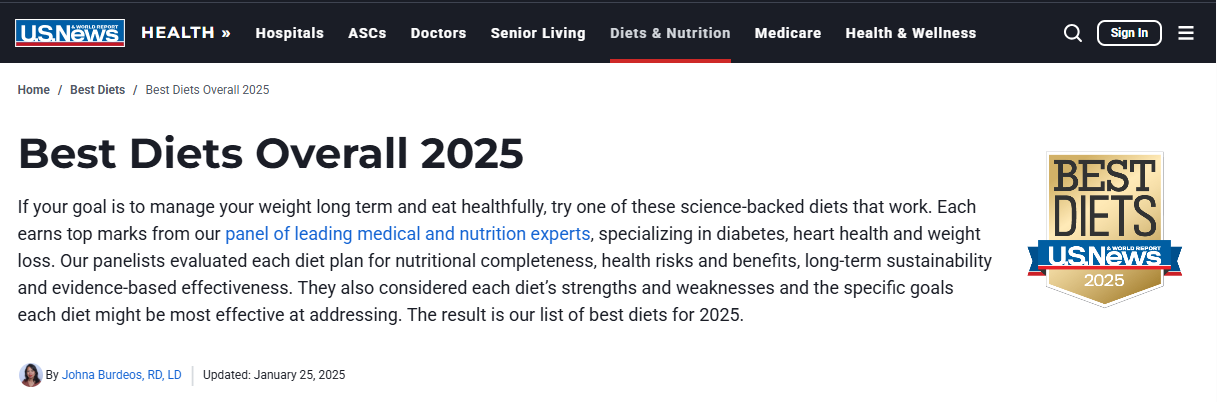 U.S.News & WORLD REPORT HEALTH » Hospitals ASCs Doctors Senior Living Diets & Nutrition Medicare Health & Wellness Sign In
Home / Best Diets / Best Diets Overall 2025
Best Diets Overall 2025
If your goal is to manage your weight long term and eat healthfully, try one of these science-backed diets that work. Each
earns top marks from our panel of leading medical and nutrition experts, specializing in diabetes, heart health and weight
loss. Our panelists evaluated each diet plan for nutritional completeness, health risks and benefits, long-term sustainability
and evidence-based effectiveness. They also considered each diet’s strengths and weaknesses and the specific goals
each diet might be most effective at addressing. The result is our list of best diets for 2025.
BEST
DIETS
U.S.News & WORLD REPORT
2025
By Johna Burdeos, RD, LD | Updated: January 25, 2025